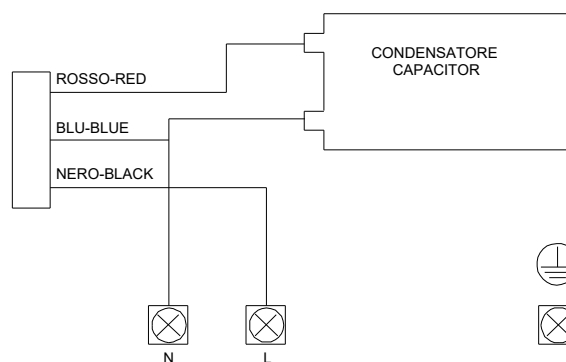 CONDENSATORE
CAPACITOR
ROSSO-RED
BLU-BLUE
NERO-BLACK
N
L